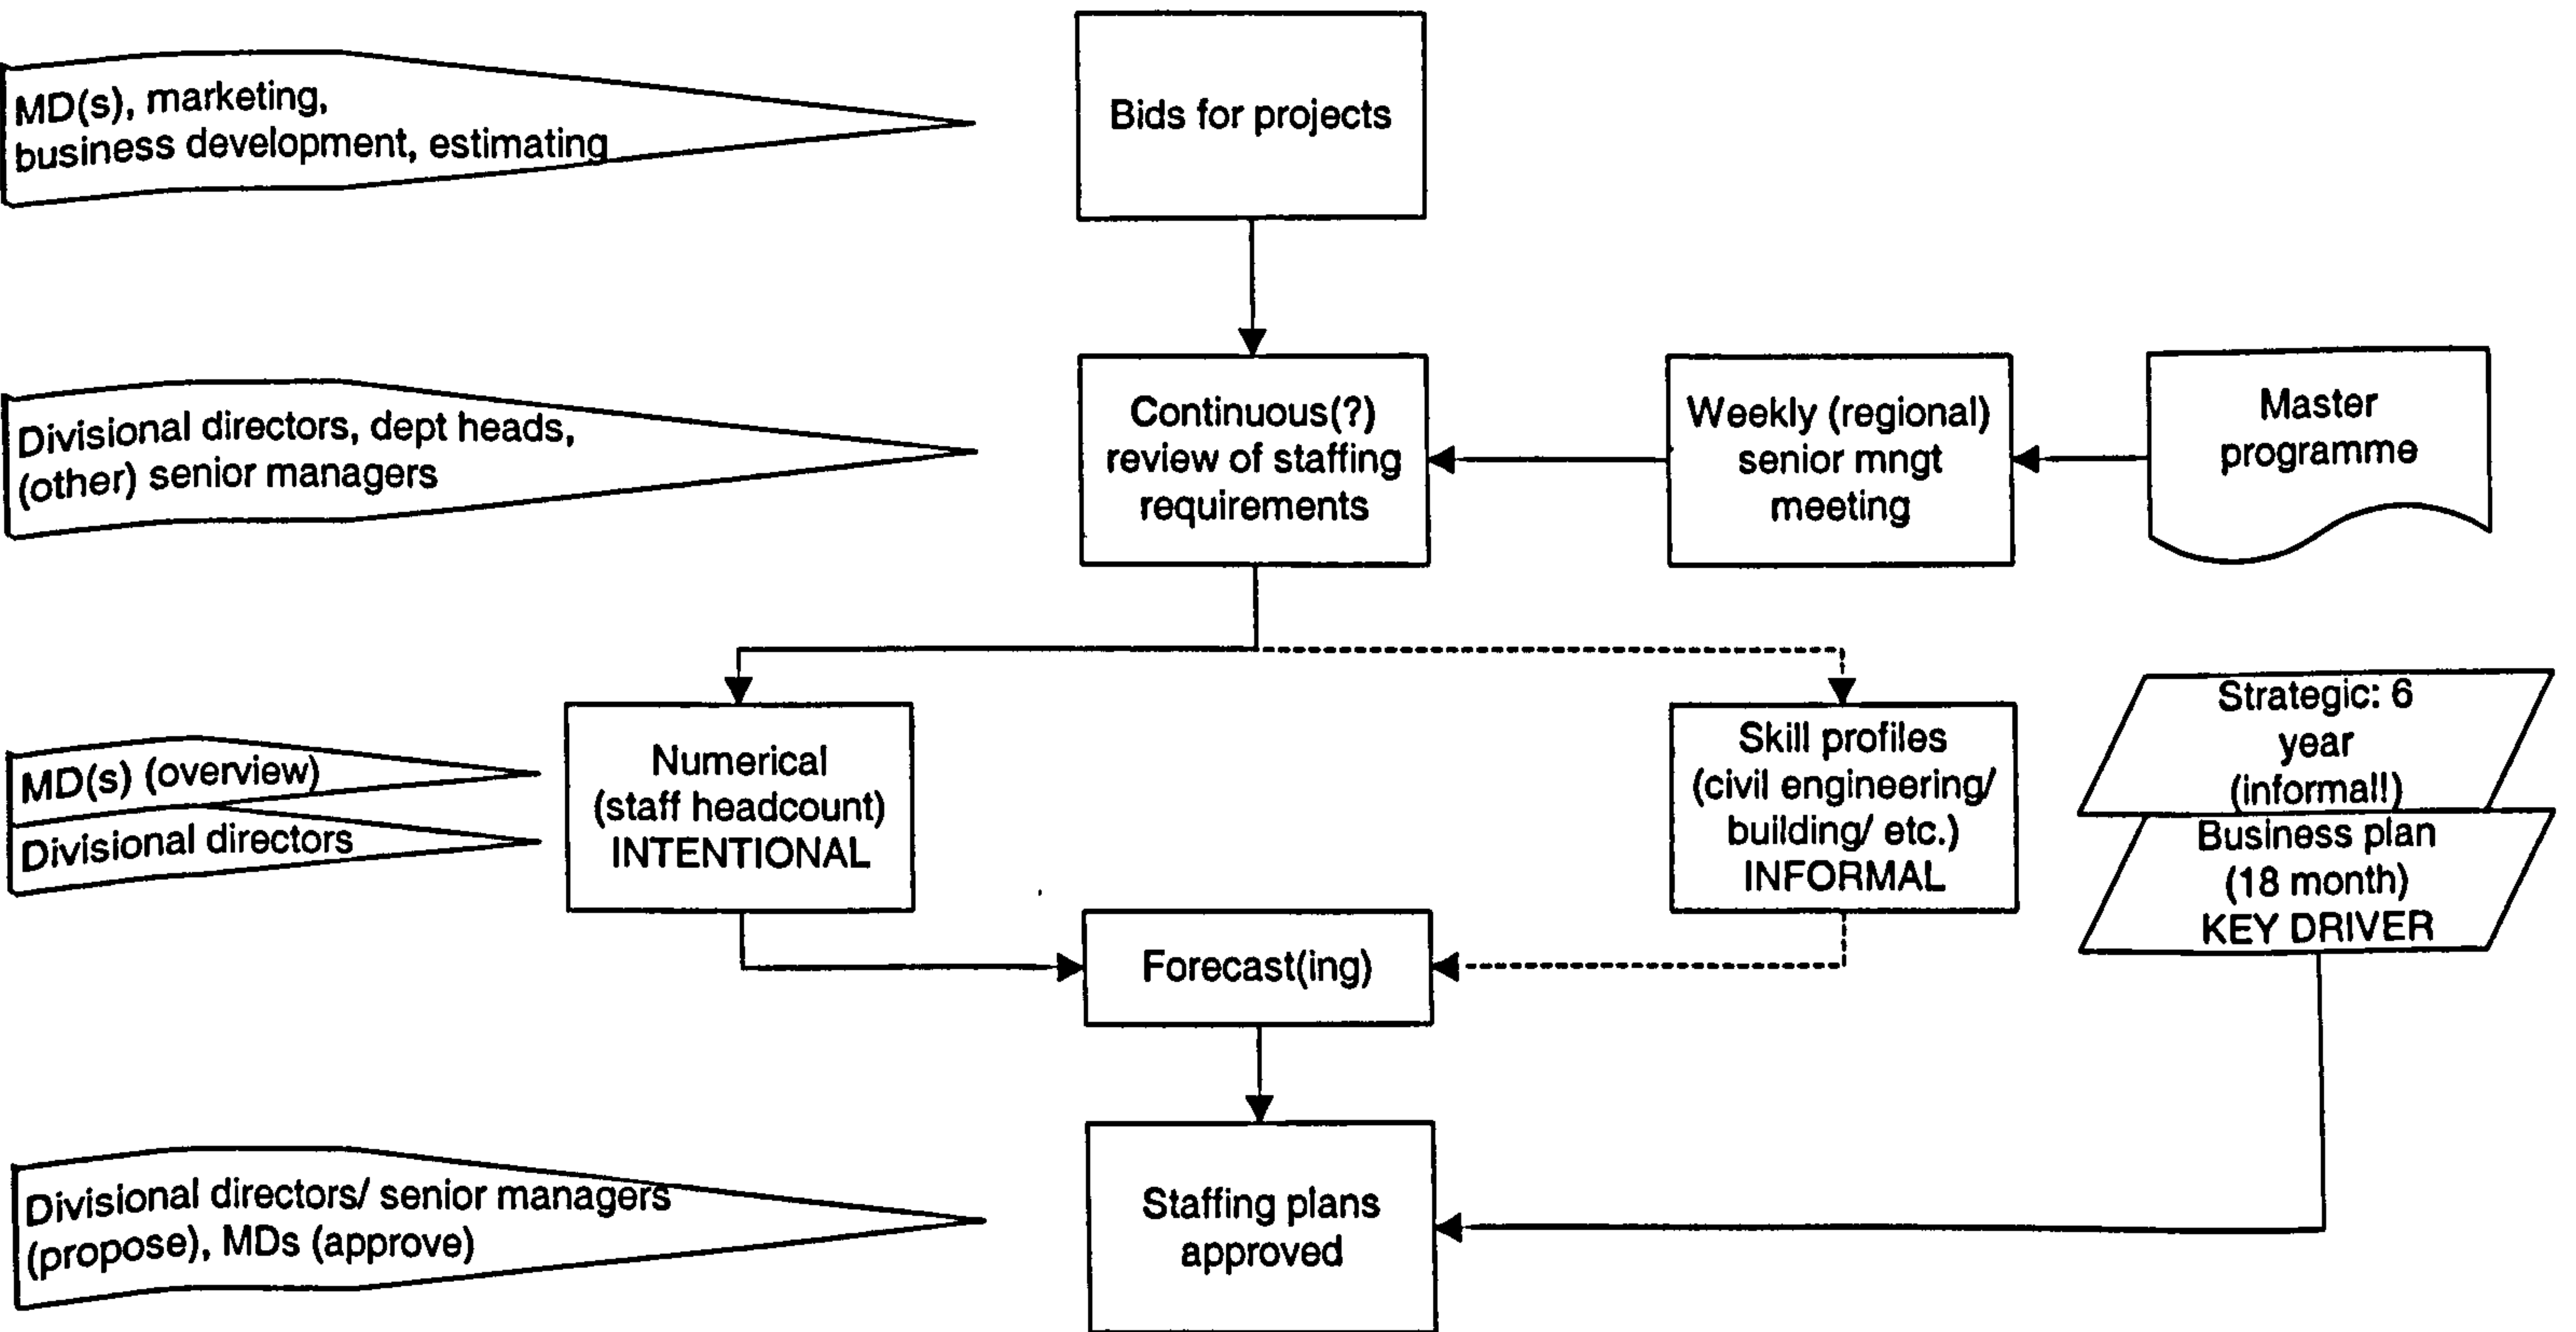 MD(s), marketing,
business development, estimating
Bids for projects
Divisional directors, dept heads,
(other) senior managers
Continuous(?)
review of staffing
requirements
Weekly (regional)
senior mngt
meeting
Master
programme
MD(s) (overview)
Divisional directors
Numerical
(staff headcount)
INTENTIONAL
Skill profiles
(civil engineering/
building/ etc.)
INFORMAL
Strategic: 6
year
(informal!)
Business plan
(18 month)
KEY DRIVER
Forecast(ing)
Divisional directors/ senior managers
(propose), MDs (approve)
Staffing plans
approved